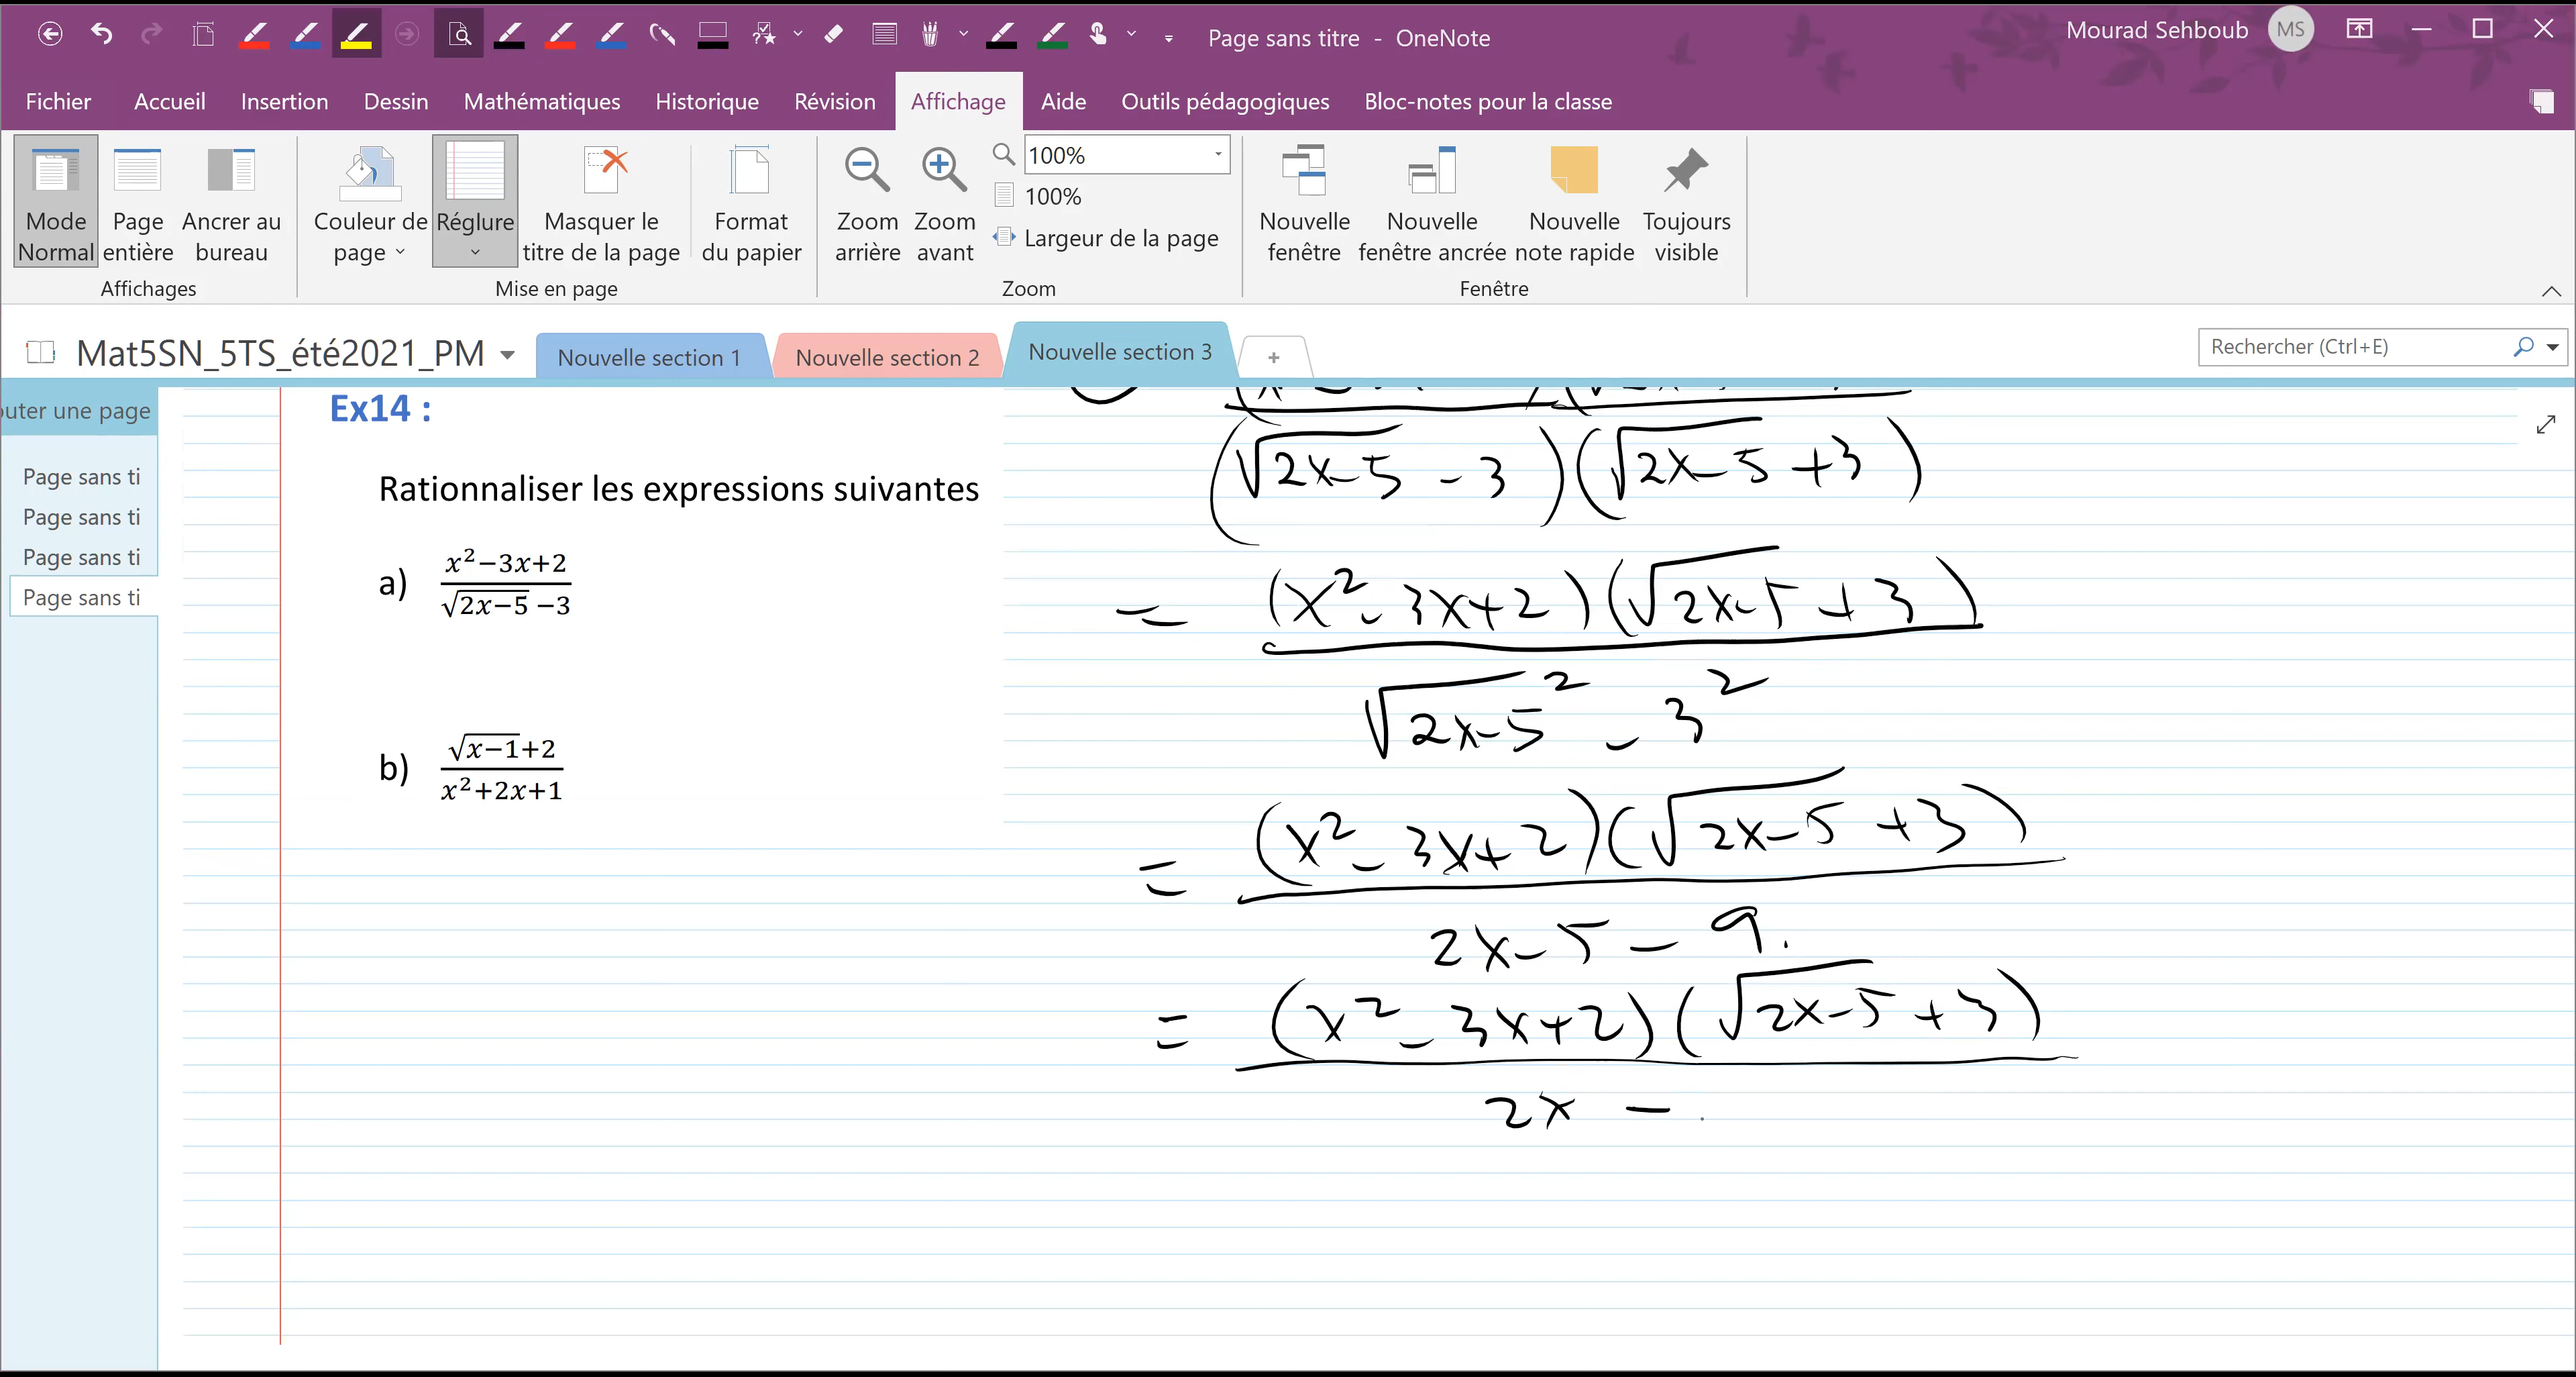 Page sans titre - OneNote
Mourad Sehboub MS
Fichier Accueil Insertion Dessin Mathématiques Historique Révision Affichage Aide Outils pédagogiques Bloc-notes pour la classe
Mode Normal
Page entière
Ancrer au bureau
Couleur de page
Réglure
Masquer le titre de la page
Format du papier
Zoom arrière
Zoom avant
100%
100%
Largeur de la page
Nouvelle fenêtre
Nouvelle fenêtre ancrée
Nouvelle note rapide
Toujours visible
Affichages Mise en page Zoom Fenêtre
Mat5SN_5TS_été2021_PM Nouvelle section 1 Nouvelle section 2 Nouvelle section 3 +
Rechercher (Ctrl+E)
outer une page
Page sans ti
Page sans ti
Page sans ti
Page sans ti
Ex14 :
Rationnaliser les expressions suivantes
a) (x²−3x+2)/(√(2x−5) −3)
b) (√(x−1)+2)/(x²+2x+1)
(√(2x-5) - 3)(√(2x-5) + 3)
= (x² - 3x + 2)(√(2x-5) + 3)
√(2x-5)² - 3²
= (x² - 3x + 2)(√(2x-5) + 3)
2x - 5 - 9.
= (x² - 3x + 2)(√(2x-5) + 3)
2x -